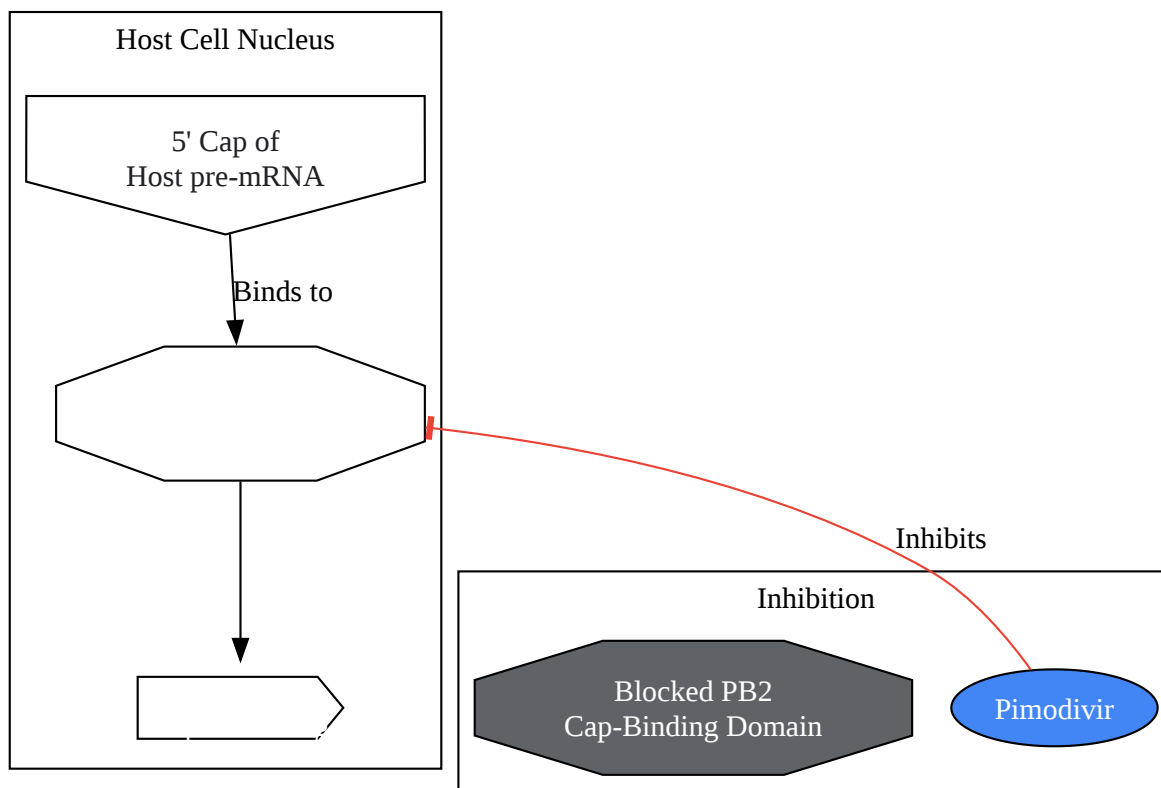 Host Cell Nucleus
5' Cap of
Host pre-mRNA
Binds to
Inhibits
Inhibition
Blocked PB2
Cap-Binding Domain
Pimodivir